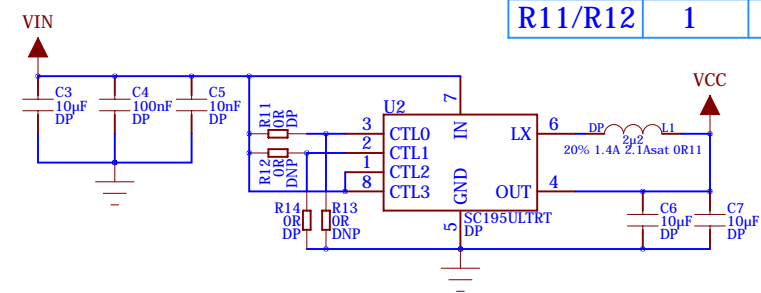 R11/R12 1
VIN
VCC
C3
10µF
DP
C4
100nF
DP
C5
10nF
DP
R11
0R
DP
R12
0R
DNP
U2
7
3 CTL0
2 CTL1
1 CTL2
8 CTL3
IN
GND
LX 6
OUT 4
5
SC195ULTRT
DP
DP L1
2µ2
20% 1.4A 2.1Asat 0R11
R14
0R
DP
R13
0R
DNP
C6
10µF
DP
C7
10µF
DP